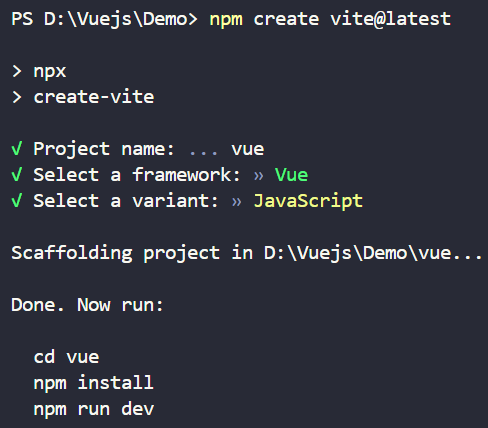 PS D:\Vuejs\Demo> npm create vite@latest
> npx
> create-vite
√ Project name: ... vue
√ Select a framework: » Vue
√ Select a variant: » JavaScript
Scaffolding project in D:\Vuejs\Demo\vue...
Done. Now run:
cd vue
npm install
npm run dev